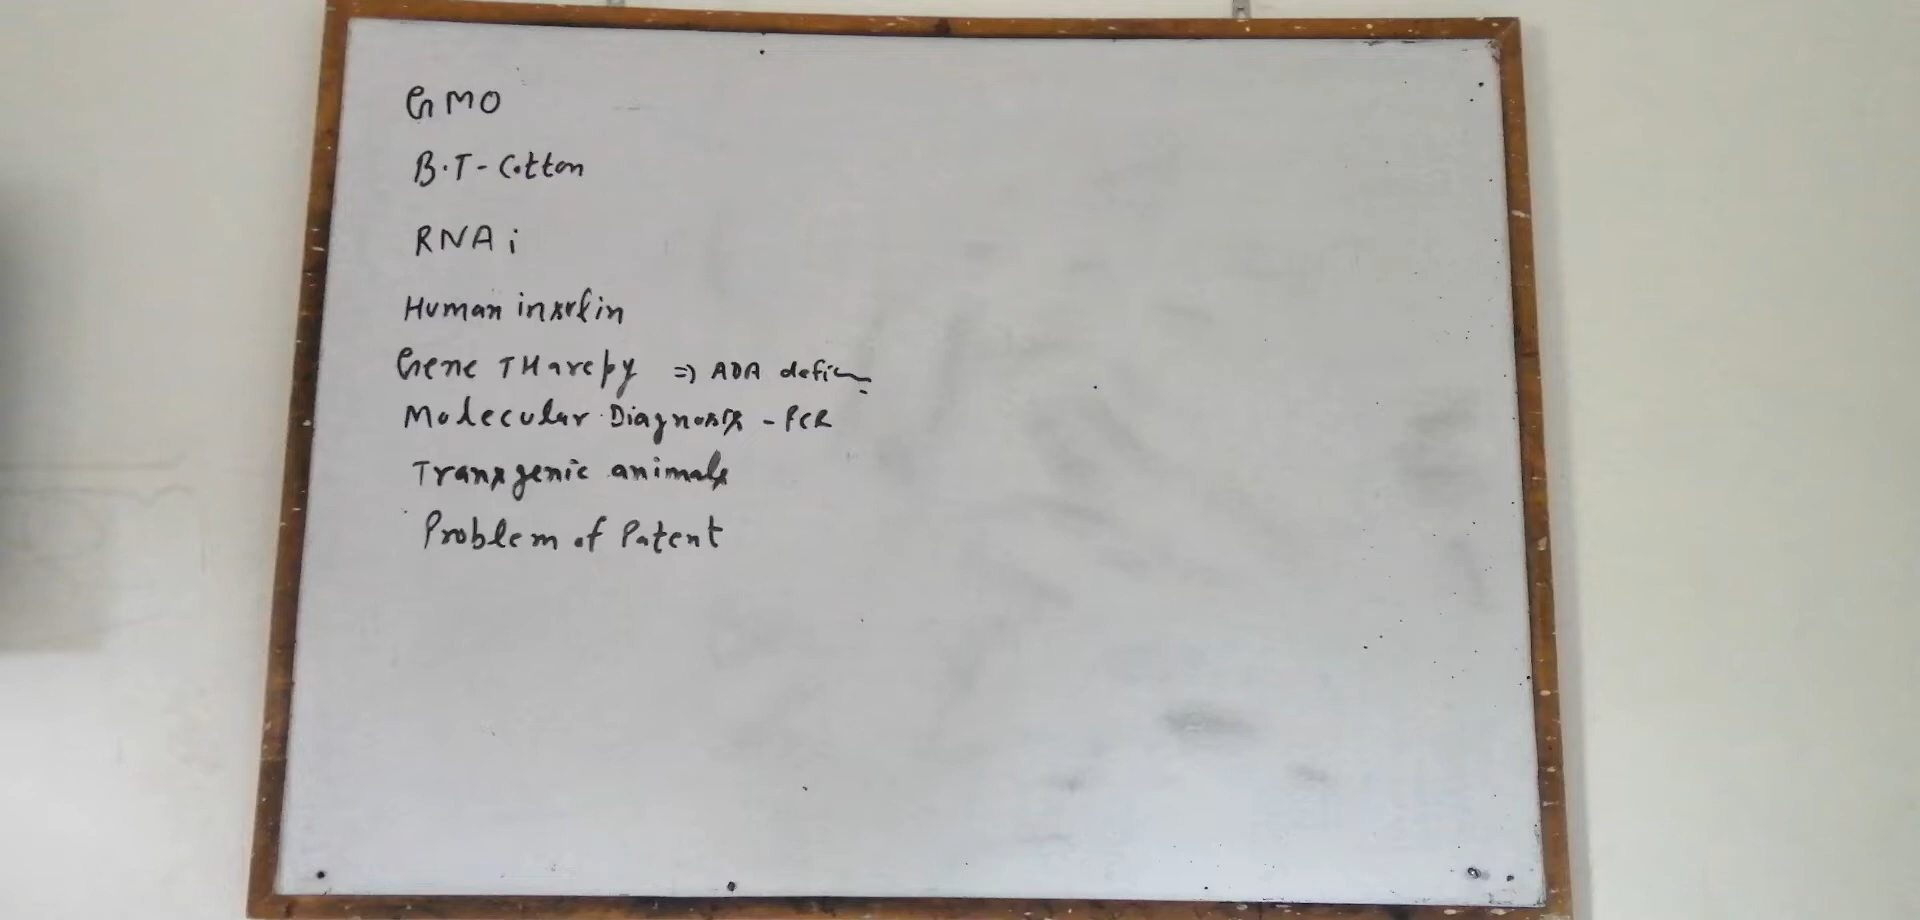 GMO
B.T-Cotton
RNAi
Human insulin
Gene THarepy => ADA defic
Molecular Diagnosis - PCR
Transgenic animals
Problem of Patent